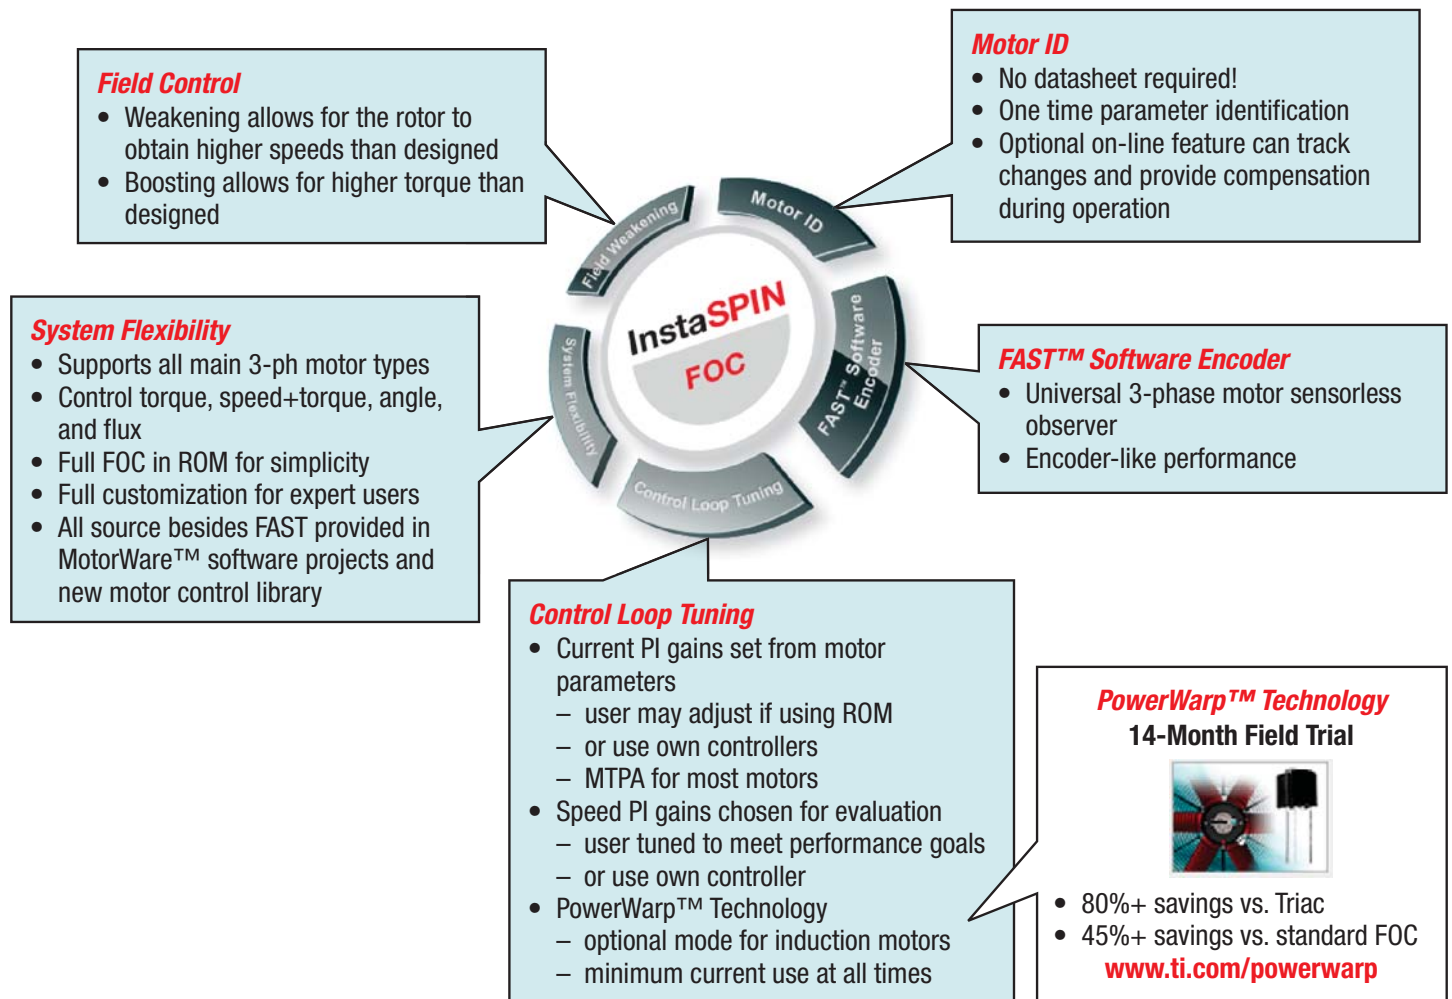 Field Control
• Weakening allows for the rotor to
obtain higher speeds than designed
• Boosting allows for higher torque than
designed
Motor ID
• No datasheet required!
• One time parameter identification
• Optional on-line feature can track
changes and provide compensation
during operation
System Flexibility
• Supports all main 3-ph motor types
• Control torque, speed+torque, angle,
and flux
• Full FOC in ROM for simplicity
• Full customization for expert users
• All source besides FAST provided in
MotorWare™ software projects and
new motor control library
Field Weakening
Motor ID
FAST™ Software
Encoder
Control Loop Tuning
System Flexibility
InstaSPIN
FOC
FAST™ Software Encoder
• Universal 3-phase motor sensorless
observer
• Encoder-like performance
Control Loop Tuning
• Current PI gains set from motor
parameters
– user may adjust if using ROM
– or use own controllers
– MTPA for most motors
• Speed PI gains chosen for evaluation
– user tuned to meet performance goals
– or use own controller
• PowerWarp™ Technology
– optional mode for induction motors
– minimum current use at all times
PowerWarp™ Technology
14-Month Field Trial
• 80%+ savings vs. Triac
• 45%+ savings vs. standard FOC
www.ti.com/powerwarp